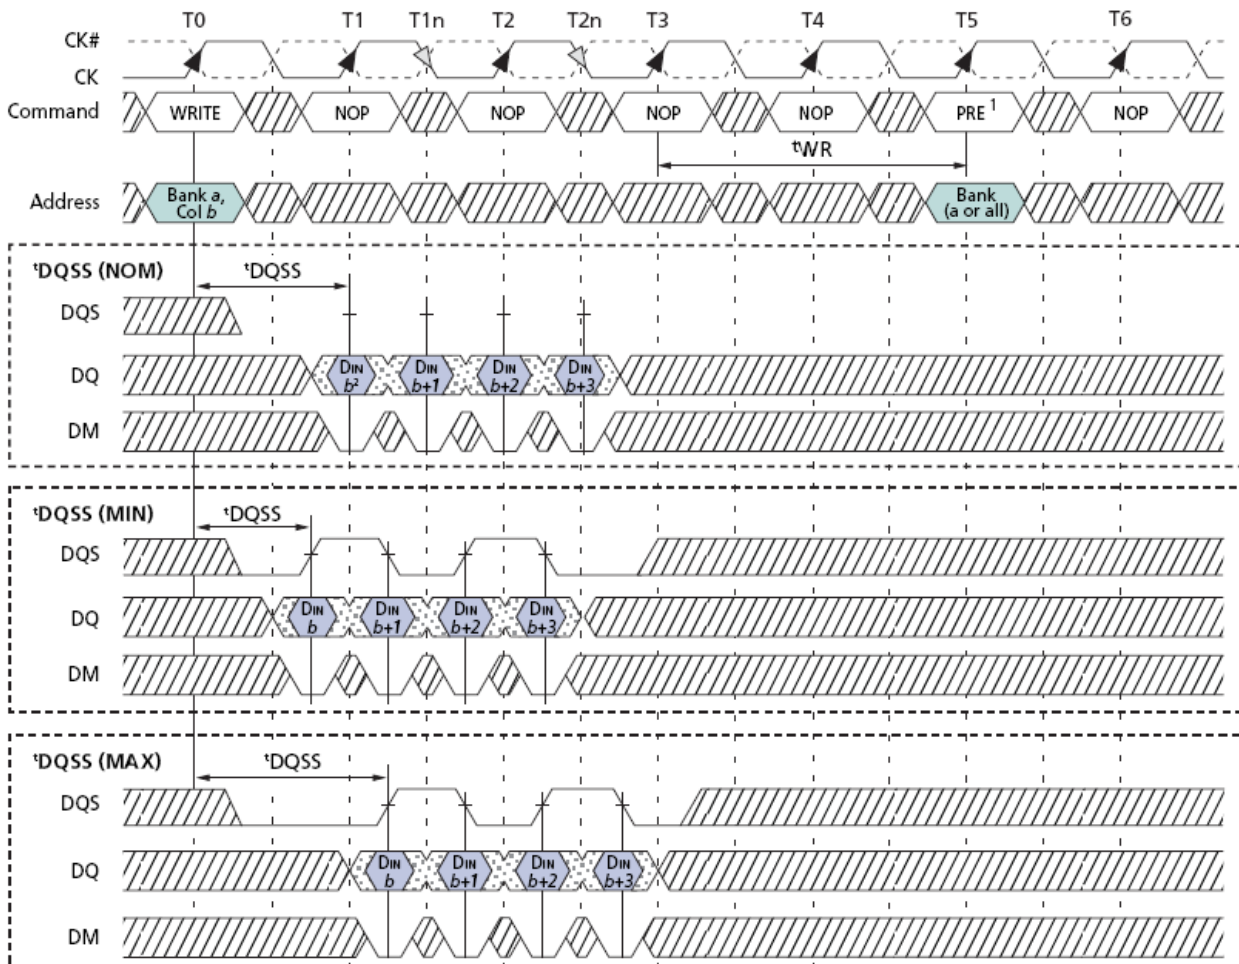 T0 T1 T1n T2 T2n T3 T4 T5 T6
CK#
CK
Command WRITE NOP NOP NOP NOP PRE 1 NOP
tWR
Address Bank a, Col b Bank (a or all)
tDQSS (NOM) tDQSS
DQS
DQ DIN b2 DIN b+1 DIN b+2 DIN b+3
DM
tDQSS (MIN) tDQSS
DQS
DQ DIN b DIN b+1 DIN b+2 DIN b+3
DM
tDQSS (MAX) tDQSS
DQS
DQ DIN b DIN b+1 DIN b+2 DIN b+3
DM